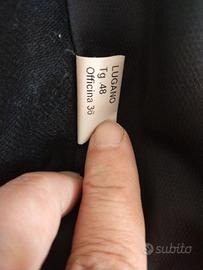 LUGANO
Tg .48
Officina 36
subito